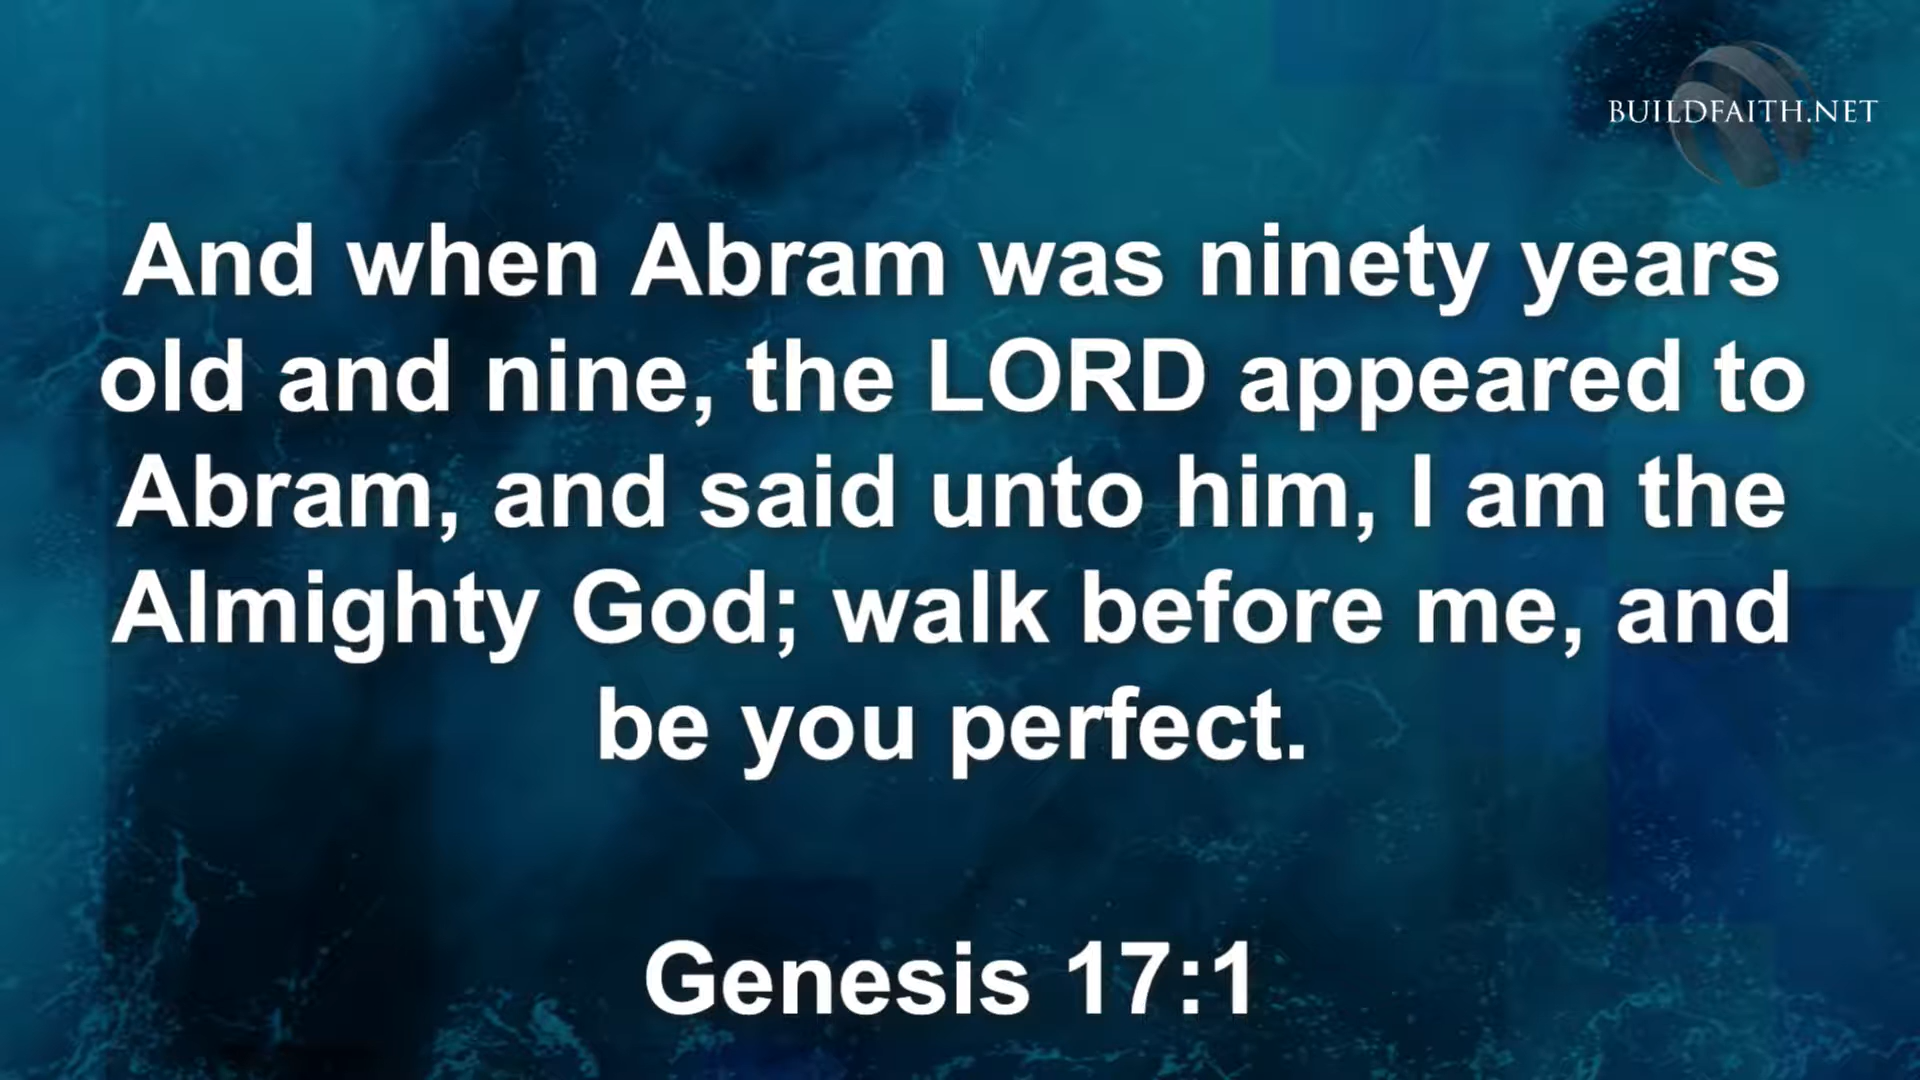 BUILDFAITH.NET
And when Abram was ninety years
old and nine, the LORD appeared to
Abram, and said unto him, I am the
Almighty God; walk before me, and
be you perfect.
Genesis 17:1